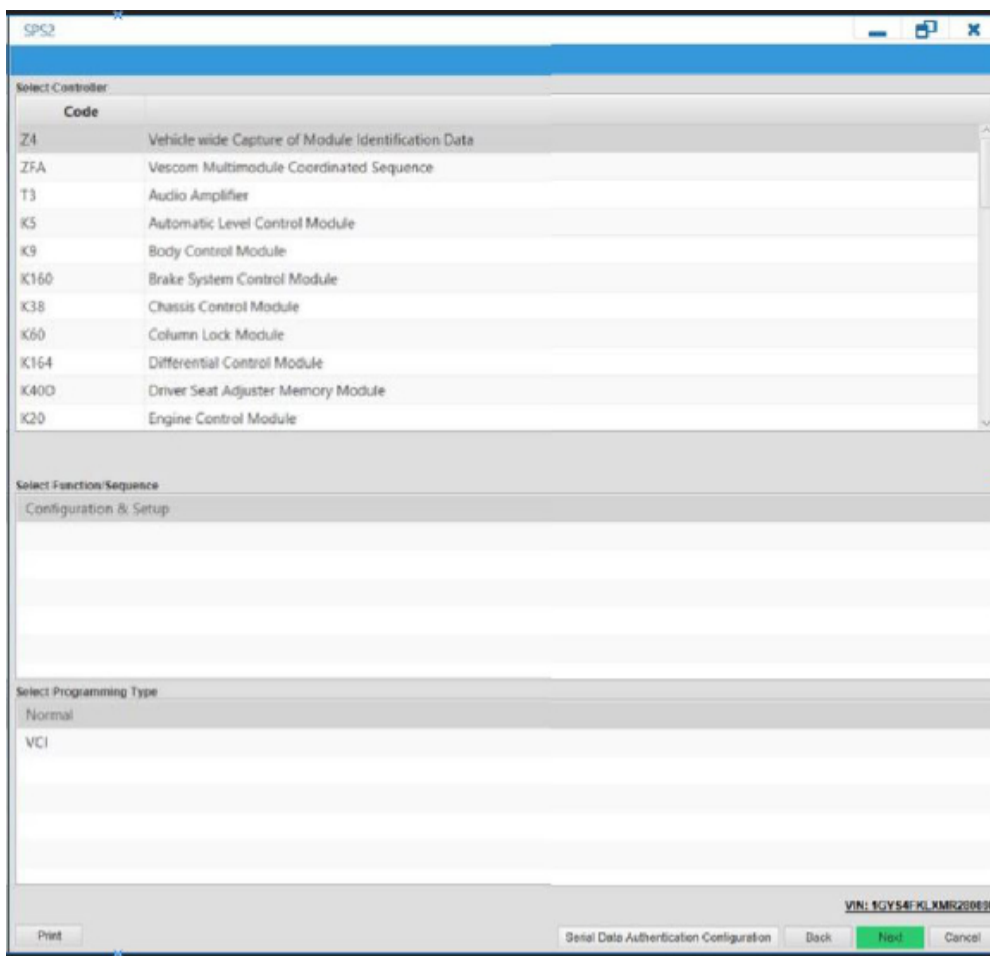 SPS2
Select Controller
Code
Z4 Vehicle wide Capture of Module Identification Data
ZFA Vescom Multimodule Coordinated Sequence
T3 Audio Amplifier
K5 Automatic Level Control Module
K9 Body Control Module
K160 Brake System Control Module
K38 Chassis Control Module
K60 Column Lock Module
K164 Differential Control Module
K40D Driver Seat Adjuster Memory Module
K20 Engine Control Module
Select Function/Sequence
Configuration & Setup
Select Programming Type
Normal
VCI
VIN:
Print Serial Data Authentication Configuration Back Next Cancel